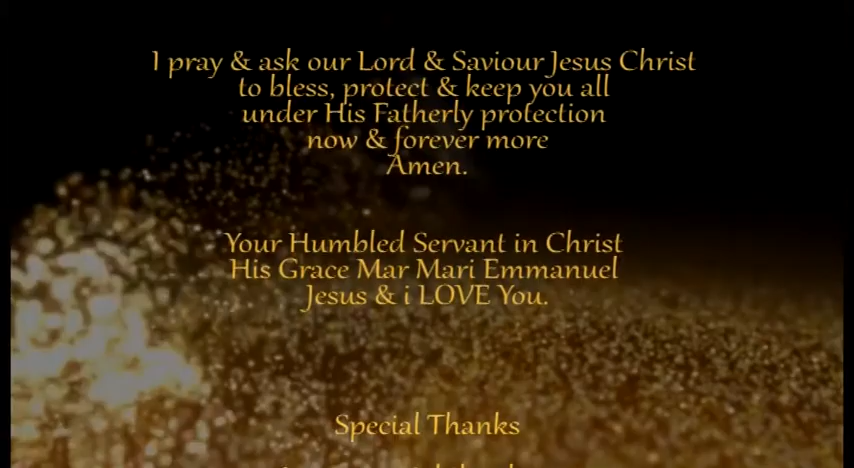 I pray & ask our Lord & Saviour Jesus Christ
to bless, protect & keep you all
under His Fatherly protection
now & forever more
Amen.
Your Humbled Servant in Christ
His Grace Mar Mari Emmanuel
Jesus & i LOVE You.
Special Thanks